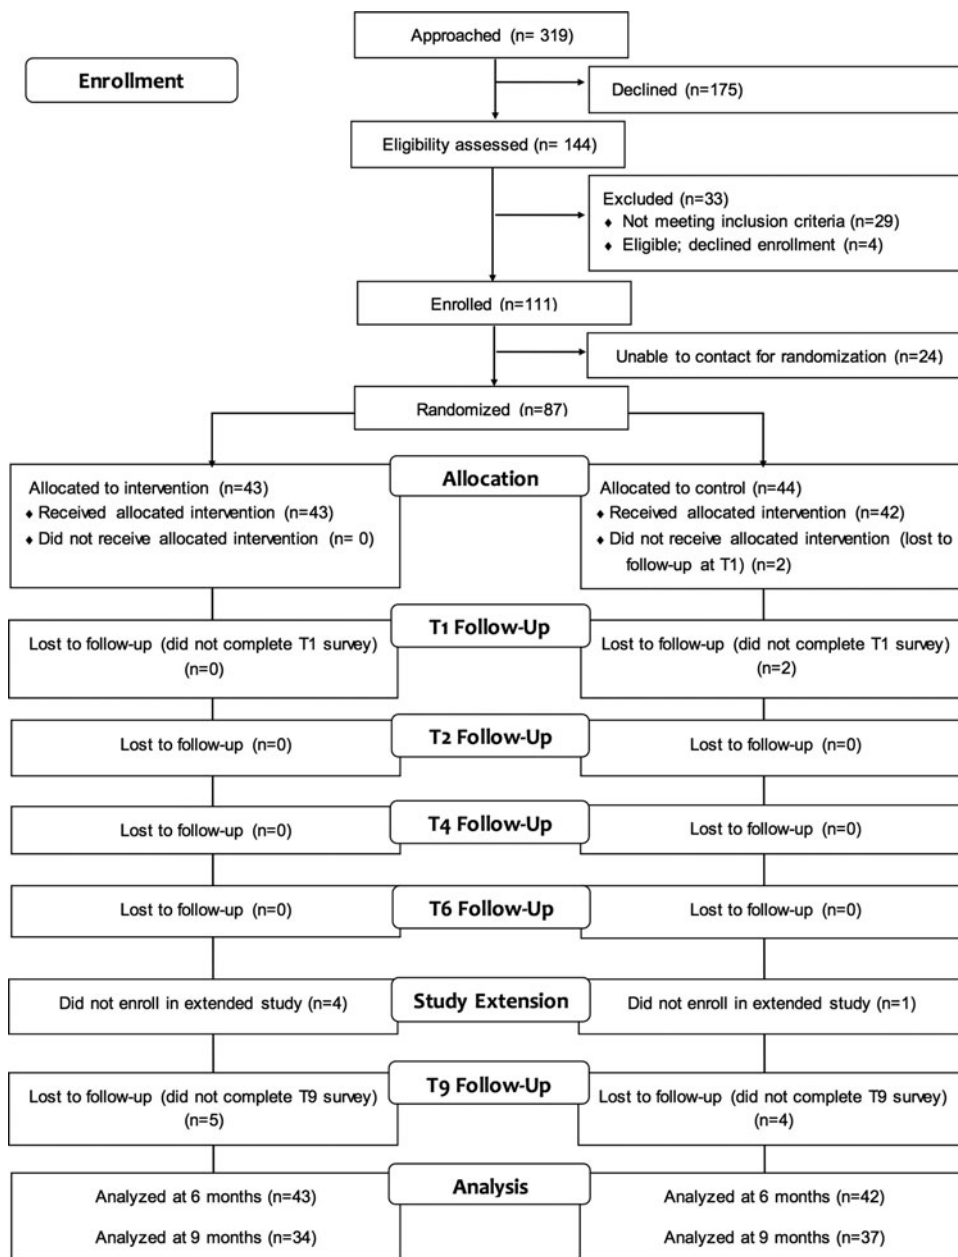 Approached (n= 319)
Enrollment
Declined (n=175)
Eligibility assessed (n= 144)
Excluded (n=33)
♦ Not meeting inclusion criteria (n=29)
♦ Eligible; declined enrollment (n=4)
Enrolled (n=111)
Unable to contact for randomization (n=24)
Randomized (n=87)
Allocation
Allocated to intervention (n=43)
♦ Received allocated intervention (n=43)
♦ Did not receive allocated intervention (n= 0)
Allocated to control (n=44)
♦ Received allocated intervention (n=42)
♦ Did not receive allocated intervention (lost to
follow-up at T1) (n=2)
T1 Follow-Up
Lost to follow-up (did not complete T1 survey)
(n=0)
Lost to follow-up (did not complete T1 survey)
(n=2)
T2 Follow-Up
Lost to follow-up (n=0)
Lost to follow-up (n=0)
T4 Follow-Up
Lost to follow-up (n=0)
Lost to follow-up (n=0)
T6 Follow-Up
Lost to follow-up (n=0)
Lost to follow-up (n=0)
Study Extension
Did not enroll in extended study (n=4)
Did not enroll in extended study (n=1)
T9 Follow-Up
Lost to follow-up (did not complete T9 survey)
(n=5)
Lost to follow-up (did not complete T9 survey)
(n=4)
Analysis
Analyzed at 6 months (n=43)
Analyzed at 9 months (n=34)
Analyzed at 6 months (n=42)
Analyzed at 9 months (n=37)